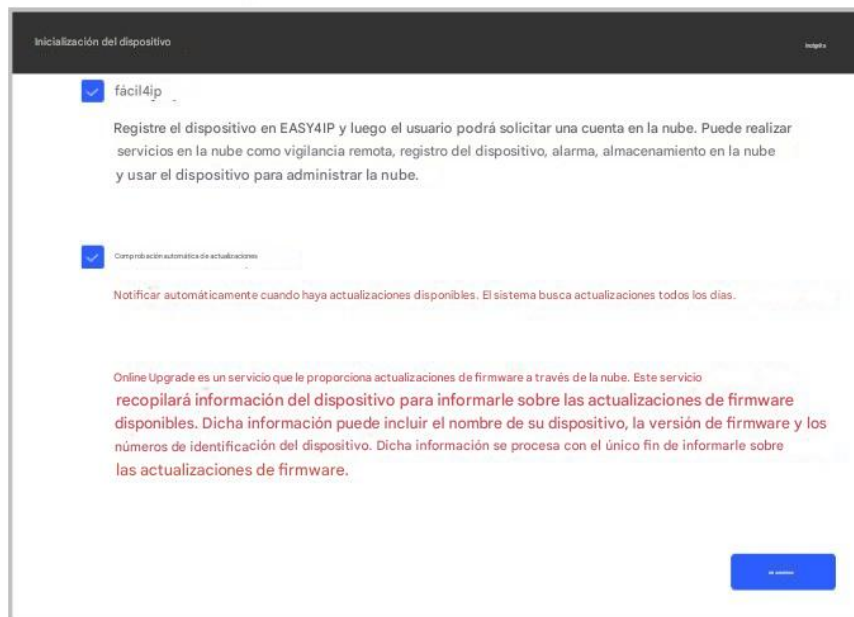 Inicialización del dispositivo
fácil4ip
Registre el dispositivo en EASY4IP y luego el usuario podrá solicitar una cuenta en la nube. Puede realizar
servicios en la nube como vigilancia remota, registro del dispositivo, alarma, almacenamiento en la nube
y usar el dispositivo para administrar la nube.
Comprobación automática de actualizaciones
Notificar automáticamente cuando haya actualizaciones disponibles. El sistema busca actualizaciones todos los días.
Online Upgrade es un servicio que le proporciona actualizaciones de firmware a través de la nube. Este servicio
recopilará información del dispositivo para informarle sobre las actualizaciones de firmware
disponibles. Dicha información puede incluir el nombre de su dispositivo, la versión de firmware y los
números de identificación del dispositivo. Dicha información se procesa con el único fin de informarle sobre
las actualizaciones de firmware.